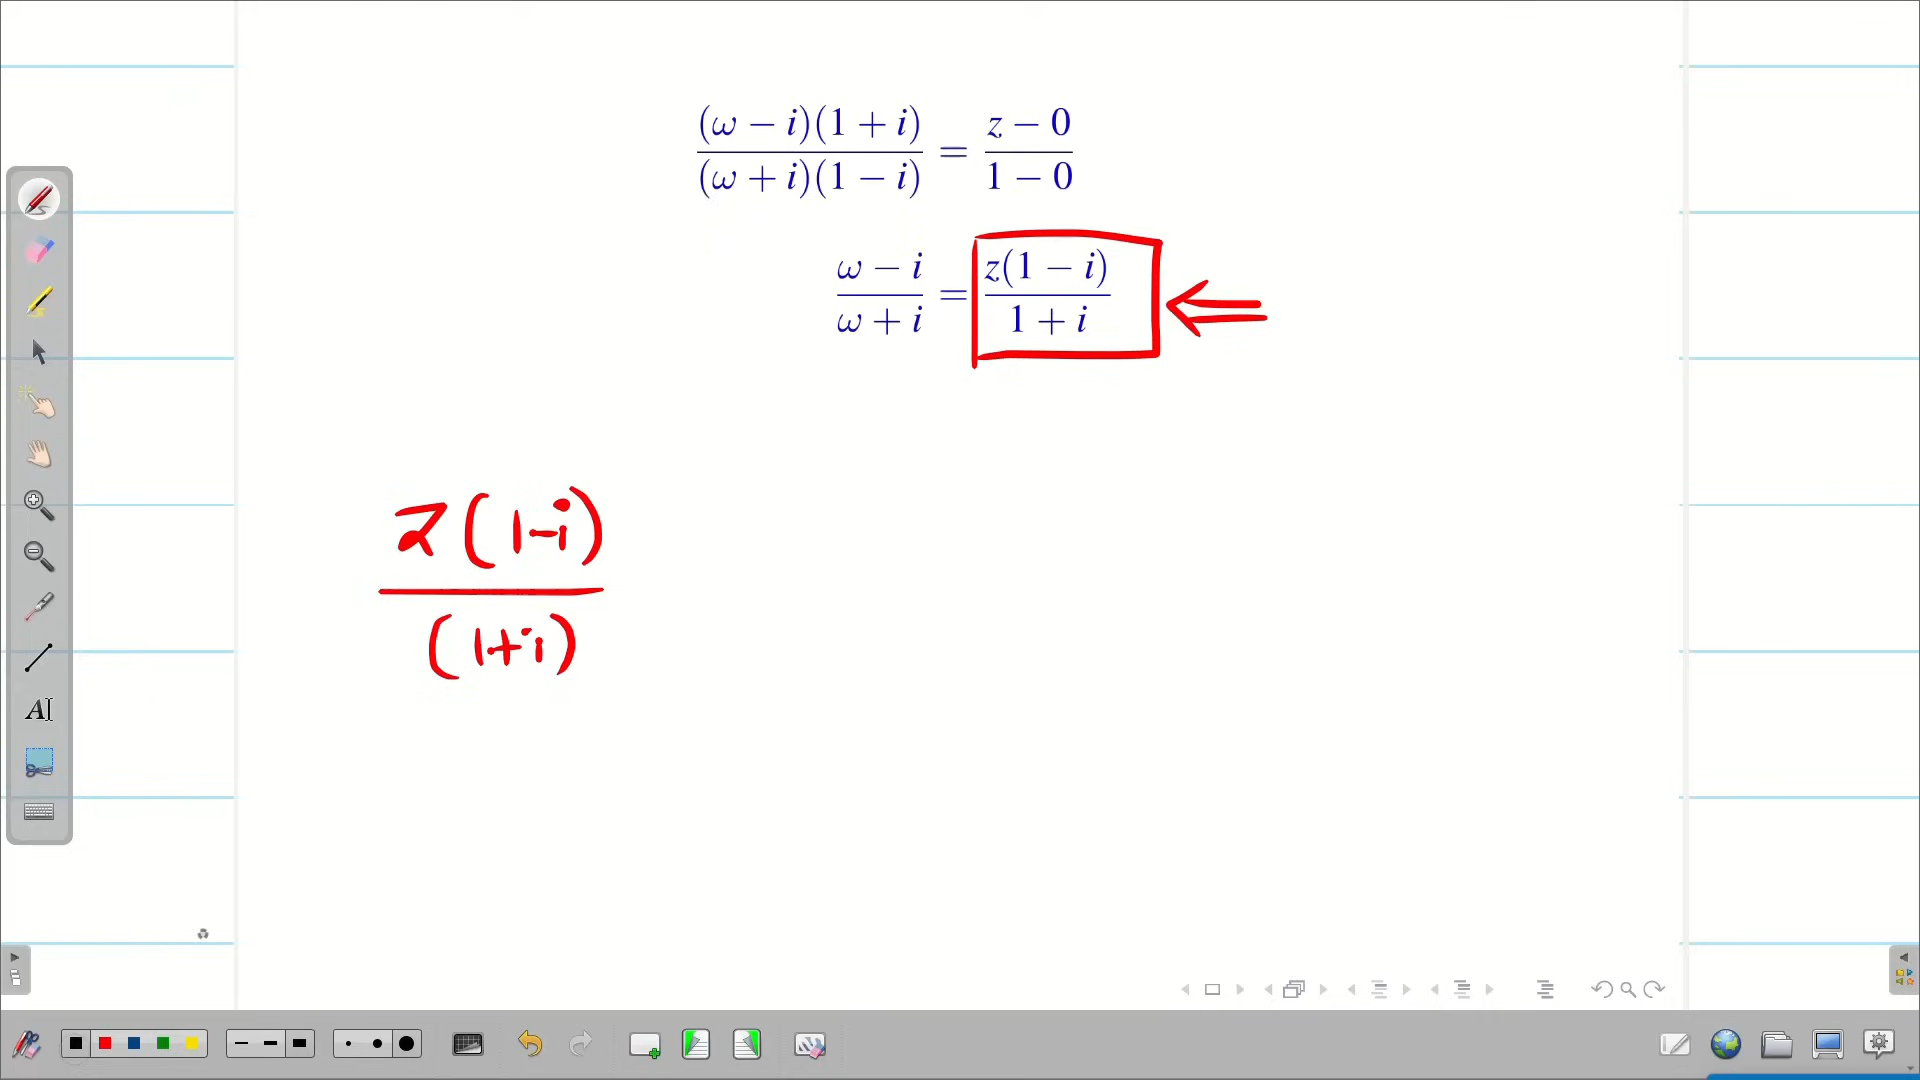 (ω − i)(1 + i) / (ω + i)(1 − i) = z − 0 / 1 − 0
ω − i / ω + i = z(1 − i) / 1 + i
z(1-i)
(1+i)